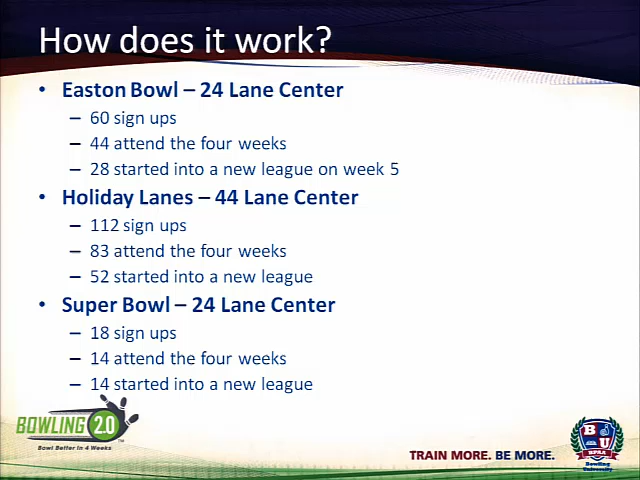 How does it work?
• Easton Bowl – 24 Lane Center
– 60 sign ups
– 44 attend the four weeks
– 28 started into a new league on week 5
• Holiday Lanes – 44 Lane Center
– 112 sign ups
– 83 attend the four weeks
– 52 started into a new league
• Super Bowl – 24 Lane Center
– 18 sign ups
– 14 attend the four weeks
– 14 started into a new league
BOWLING 2.0™
Bowl Better In 4 Weeks
TRAIN MORE. BE MORE.
B U
BPAA
Bowling
University